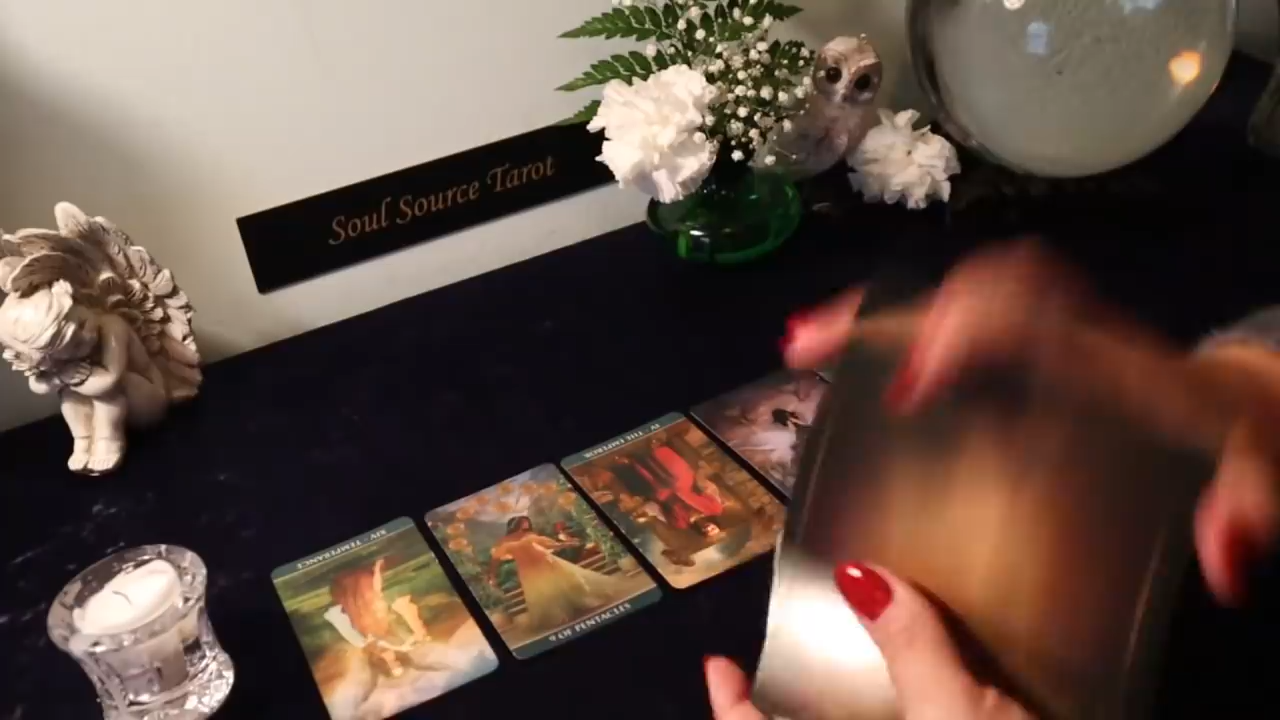 Soul Source Tarot
IV · THE EMPEROR
XIV · TEMPERANCE
9 OF PENTACLES